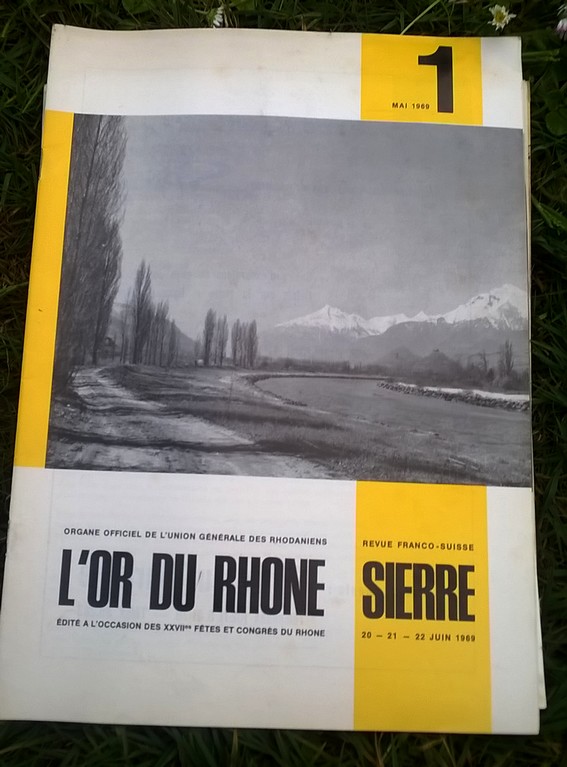 1
MAI 1969
ORGANE OFFICIEL DE L'UNION GÉNÉRALE DES RHODANIENS
L'OR DU RHONE
ÉDITÉ A L'OCCASION DES XXVIIᵐᵉˢ FÊTES ET CONGRÈS DU RHONE
REVUE FRANCO-SUISSE
SIERRE
20 — 21 — 22 JUIN 1969